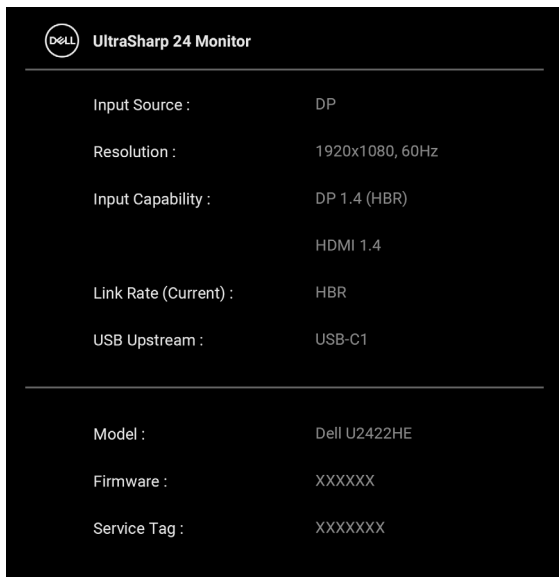 DELL UltraSharp 24 Monitor
Input Source : DP
Resolution : 1920x1080, 60Hz
Input Capability : DP 1.4 (HBR)
HDMI 1.4
Link Rate (Current) : HBR
USB Upstream : USB-C1
Model : Dell U2422HE
Firmware : XXXXXX
Service Tag : XXXXXXX